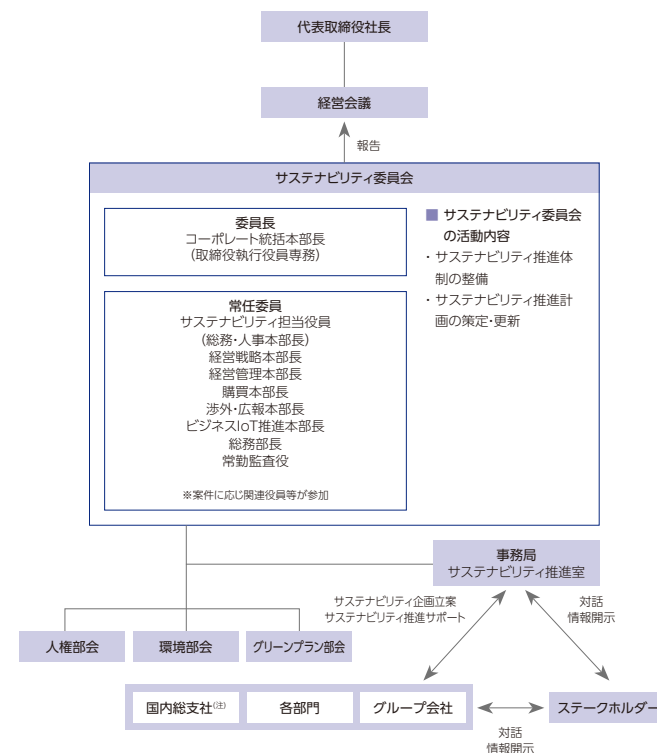 代表取締役社長
経営会議
報告
サステナビリティ委員会
委員長
コーポレート統括本部長
(取締役執行役員専務)
常任委員
サステナビリティ担当役員
(総務・人事本部長)
経営戦略本部長
経営管理本部長
購買本部長
渉外・広報本部長
ビジネスIoT推進本部長
総務部長
常勤監査役
※案件に応じ関連役員等が参加
■ サステナビリティ委員会
の活動内容
・サステナビリティ推進体
制の整備
・サステナビリティ推進計
画の策定・更新
事務局
サステナビリティ推進室
サステナビリティ企画立案
サステナビリティ推進サポート
対話
情報開示
人権部会
環境部会
グリーンプラン部会
国内総支社(注)
各部門
グループ会社
ステークホルダー
対話
情報開示